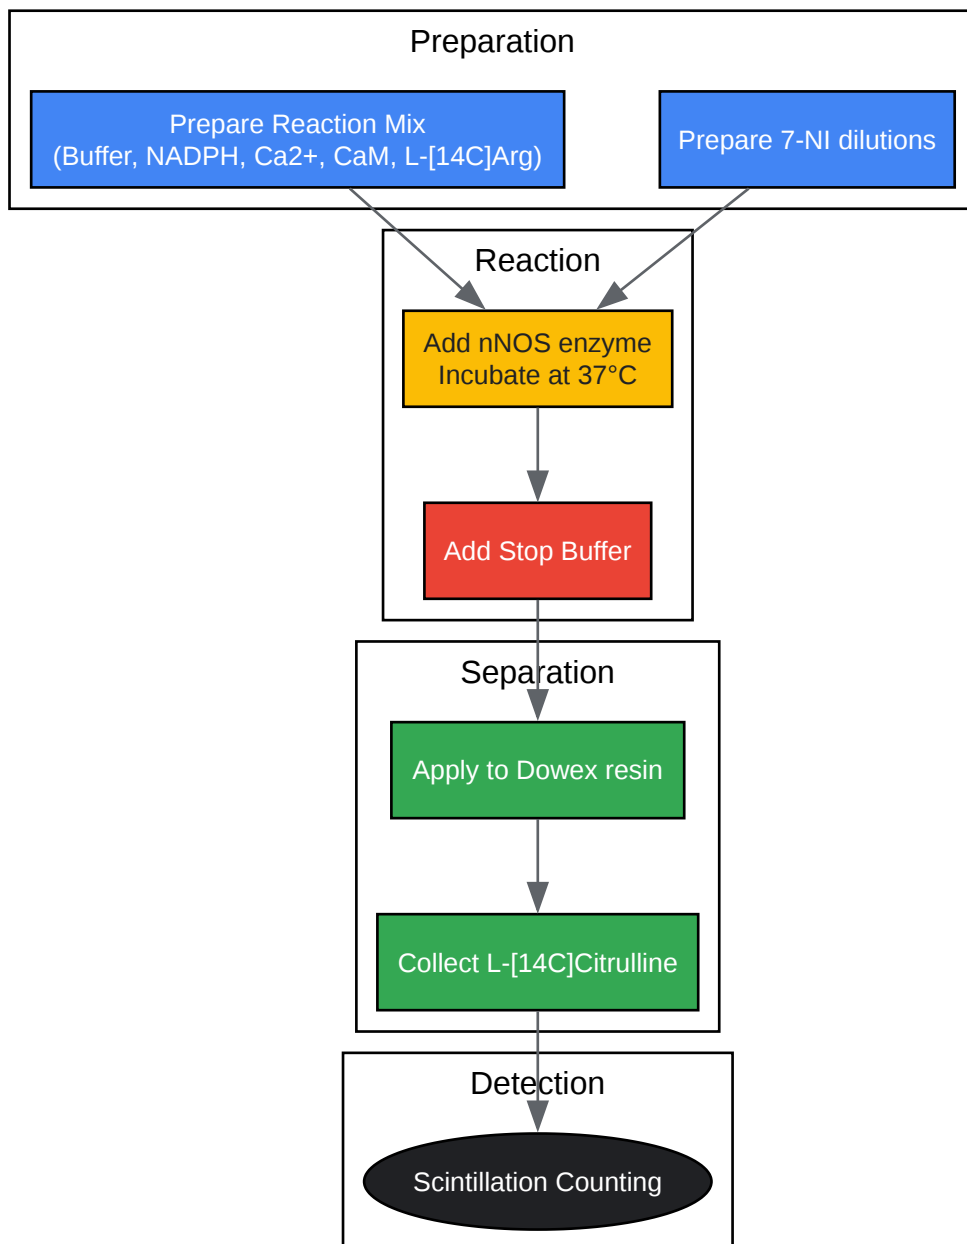 Preparation
Prepare Reaction Mix
(Buffer, NADPH, Ca2+, CaM, L-[14C]Arg)
Prepare 7-NI dilutions
Reaction
Add nNOS enzyme
Incubate at 37°C
Add Stop Buffer
Separation
Apply to Dowex resin
Collect L-[14C]Citrulline
Detection
Scintillation Counting